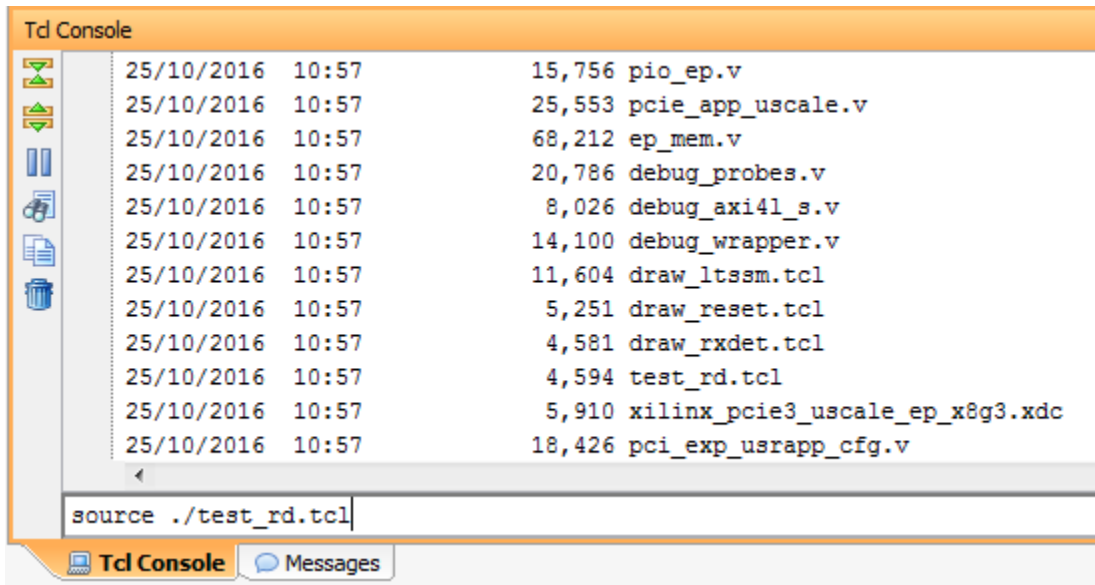 Tcl Console
25/10/2016  10:57            15,756 pio_ep.v
25/10/2016  10:57            25,553 pcie_app_uscale.v
25/10/2016  10:57            68,212 ep_mem.v
25/10/2016  10:57            20,786 debug_probes.v
25/10/2016  10:57             8,026 debug_axi4l_s.v
25/10/2016  10:57            14,100 debug_wrapper.v
25/10/2016  10:57            11,604 draw_ltssm.tcl
25/10/2016  10:57             5,251 draw_reset.tcl
25/10/2016  10:57             4,581 draw_rxdet.tcl
25/10/2016  10:57             4,594 test_rd.tcl
25/10/2016  10:57             5,910 xilinx_pcie3_uscale_ep_x8g3.xdc
25/10/2016  10:57            18,426 pci_exp_usrapp_cfg.v
source ./test_rd.tcl
Tcl Console  Messages